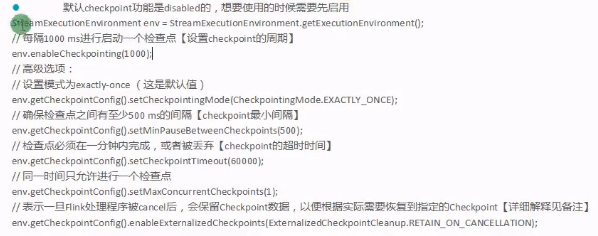 默认checkpoint功能是disabled的，想要使用的时候需要先启用
StreamExecutionEnvironment env = StreamExecutionEnvironment.getExecutionEnvironment();
// 每隔1000 ms进行启动一个检查点【设置checkpoint的周期】
env.enableCheckpointing(1000);
// 高级选项：
// 设置模式为exactly-once （这是默认值）
env.getCheckpointConfig().setCheckpointingMode(CheckpointingMode.EXACTLY_ONCE);
// 确保检查点之间有至少500 ms的间隔【checkpoint最小间隔】
env.getCheckpointConfig().setMinPauseBetweenCheckpoints(500);
// 检查点必须在一分钟内完成，或者被丢弃【checkpoint的超时时间】
env.getCheckpointConfig().setCheckpointTimeout(60000);
// 同一时间只允许进行一个检查点
env.getCheckpointConfig().setMaxConcurrentCheckpoints(1);
// 表示一旦Flink处理程序被cancel后，会保留Checkpoint数据，以便根据实际需要恢复到指定的Checkpoint【详细解释见备注】
env.getCheckpointConfig().enableExternalizedCheckpoints(ExternalizedCheckpointCleanup.RETAIN_ON_CANCELLATION);